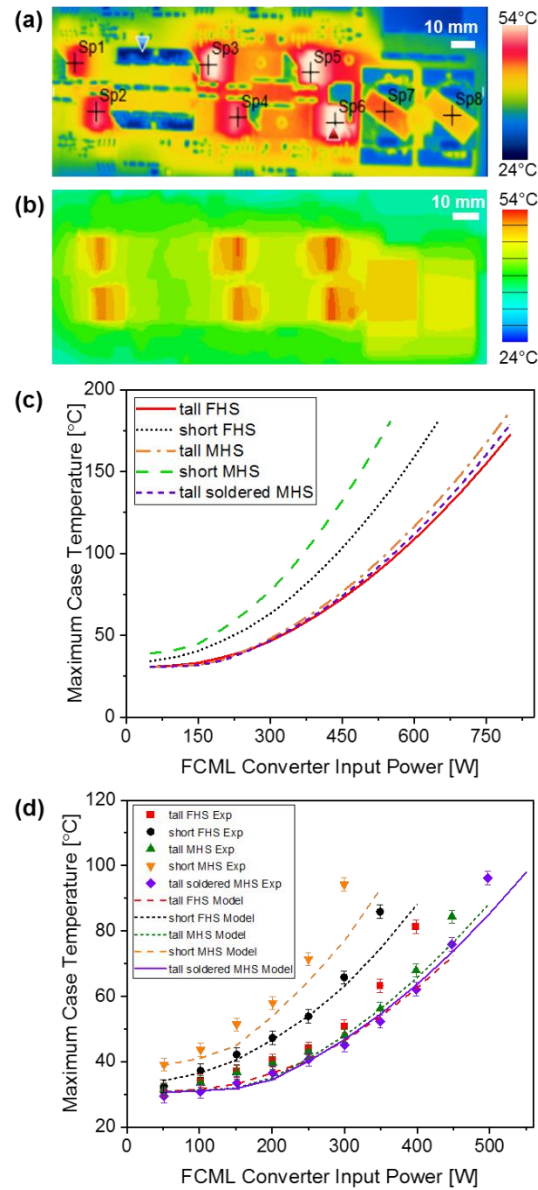 (a)
54°C
10 mm
Sp1
Sp3
Sp5
Sp2
Sp4
Sp6
Sp7
Sp8
24°C
(b)
54°C
10 mm
24°C
(c)
200
150
100
50
0
Maximum Case Temperature [°C]
tall FHS
short FHS
tall MHS
short MHS
tall soldered MHS
0 150 300 450 600 750
FCML Converter Input Power [W]
(d)
120
100
80
60
40
20
Maximum Case Temperature [°C]
tall FHS Exp
short FHS Exp
tall MHS Exp
short MHS Exp
tall soldered MHS Exp
tall FHS Model
short FHS Model
tall MHS Model
short MHS Model
tall soldered MHS Model
0 100 200 300 400 500
FCML Converter Input Power [W]